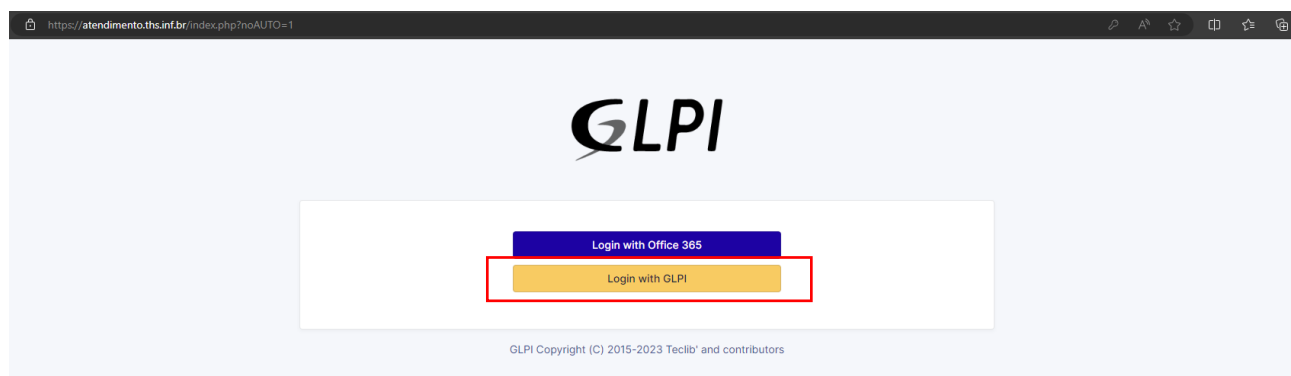 https://atendimento.ths.inf.br/index.php?noAUTO=1
GLPI
Login with Office 365
Login with GLPI
GLPI Copyright (C) 2015-2023 Teclib' and contributors